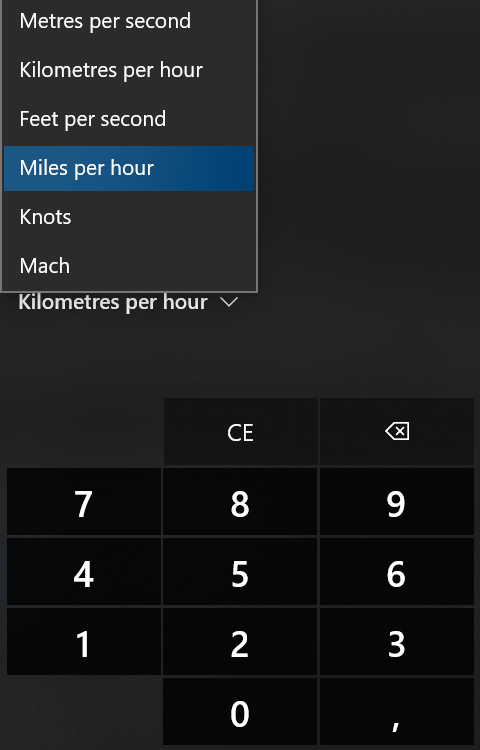 Metres per second
Kilometres per hour
Feet per second
Miles per hour
Knots
Mach
Kilometres per hour
CE
7 8 9
4 5 6
1 2 3
0 ,